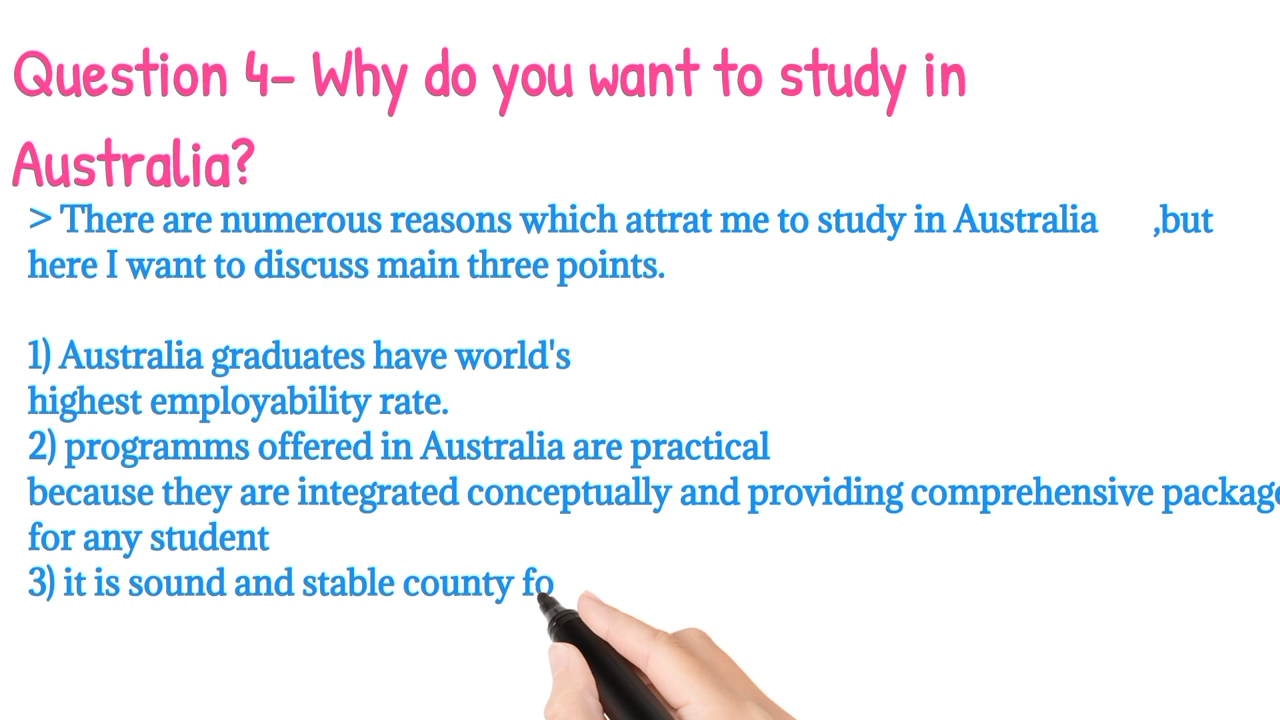 Question 4- Why do you want to study in
Australia?
> There are numerous reasons which attrat me to study in Australia ,but
here I want to discuss main three points.
1) Australia graduates have world's
highest employability rate.
2) programms offered in Australia are practical
because they are integrated conceptually and providing comprehensive package
for any student
3) it is sound and stable county fo